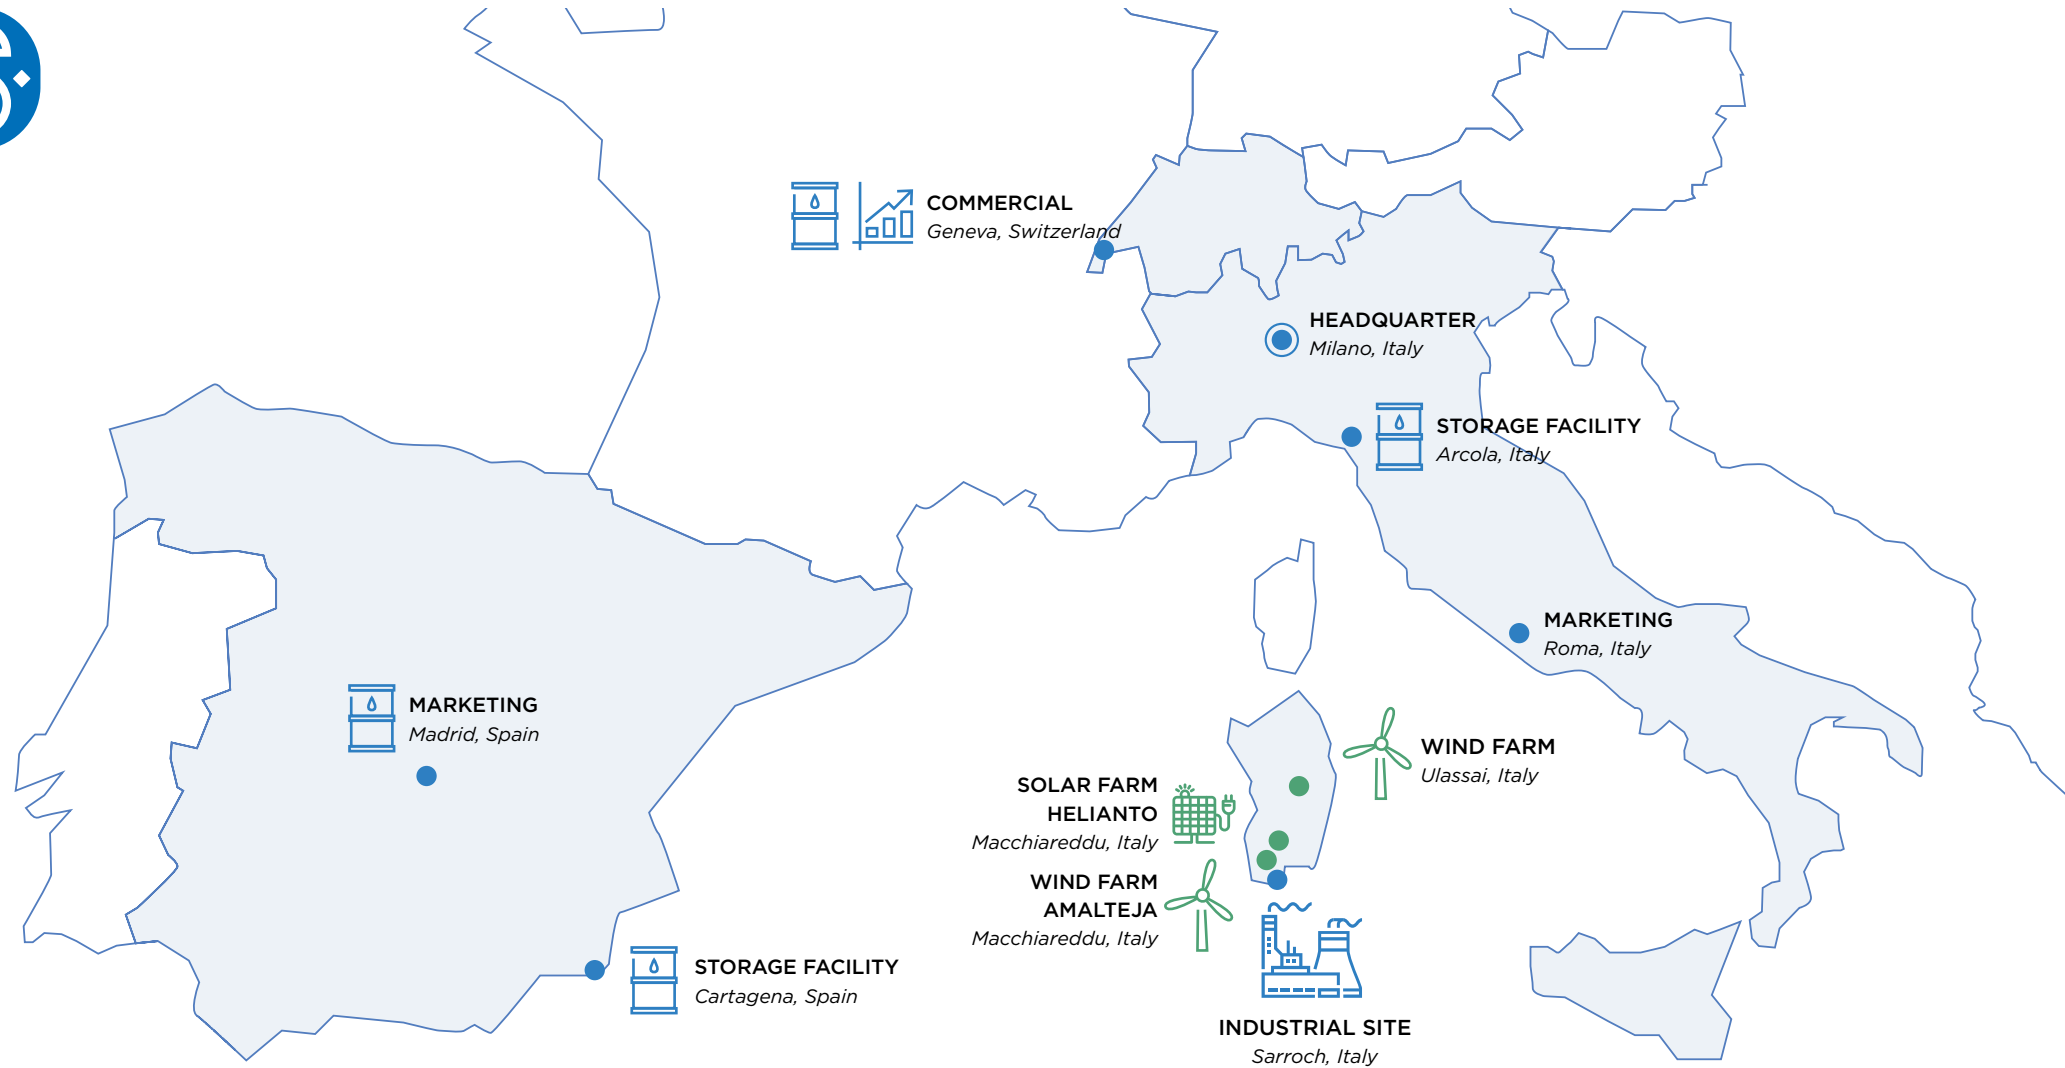 COMMERCIAL
Geneva, Switzerland
HEADQUARTER
Milano, Italy
STORAGE FACILITY
Arcola, Italy
MARKETING
Roma, Italy
MARKETING
Madrid, Spain
WIND FARM
Ulassai, Italy
SOLAR FARM
HELIANTO
Macchiareddu, Italy
WIND FARM
AMALTEJA
Macchiareddu, Italy
STORAGE FACILITY
Cartagena, Spain
INDUSTRIAL SITE
Sarroch, Italy